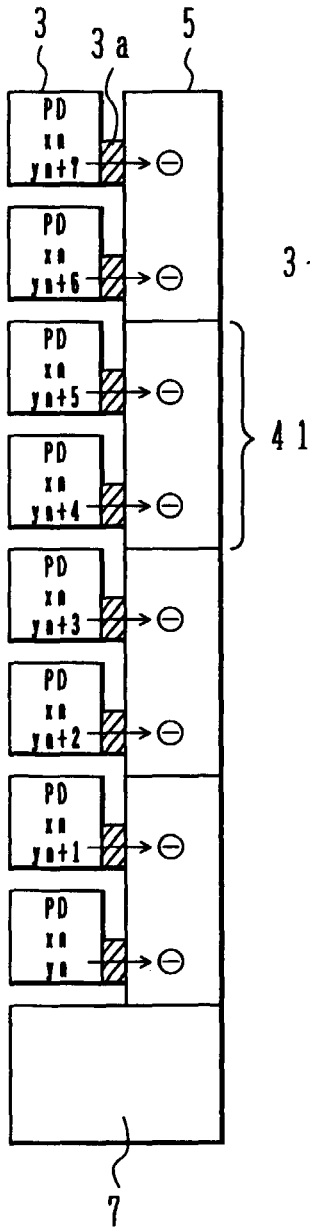 3
3a
5
PD
xn
yn+7
⊖
PD
xn
yn+6
⊖
3
PD
xn
yn+5
⊖
41
PD
xn
yn+4
⊖
PD
xn
yn+3
⊖
PD
xn
yn+2
⊖
PD
xn
yn+1
⊖
PD
xn
yn
⊖
7